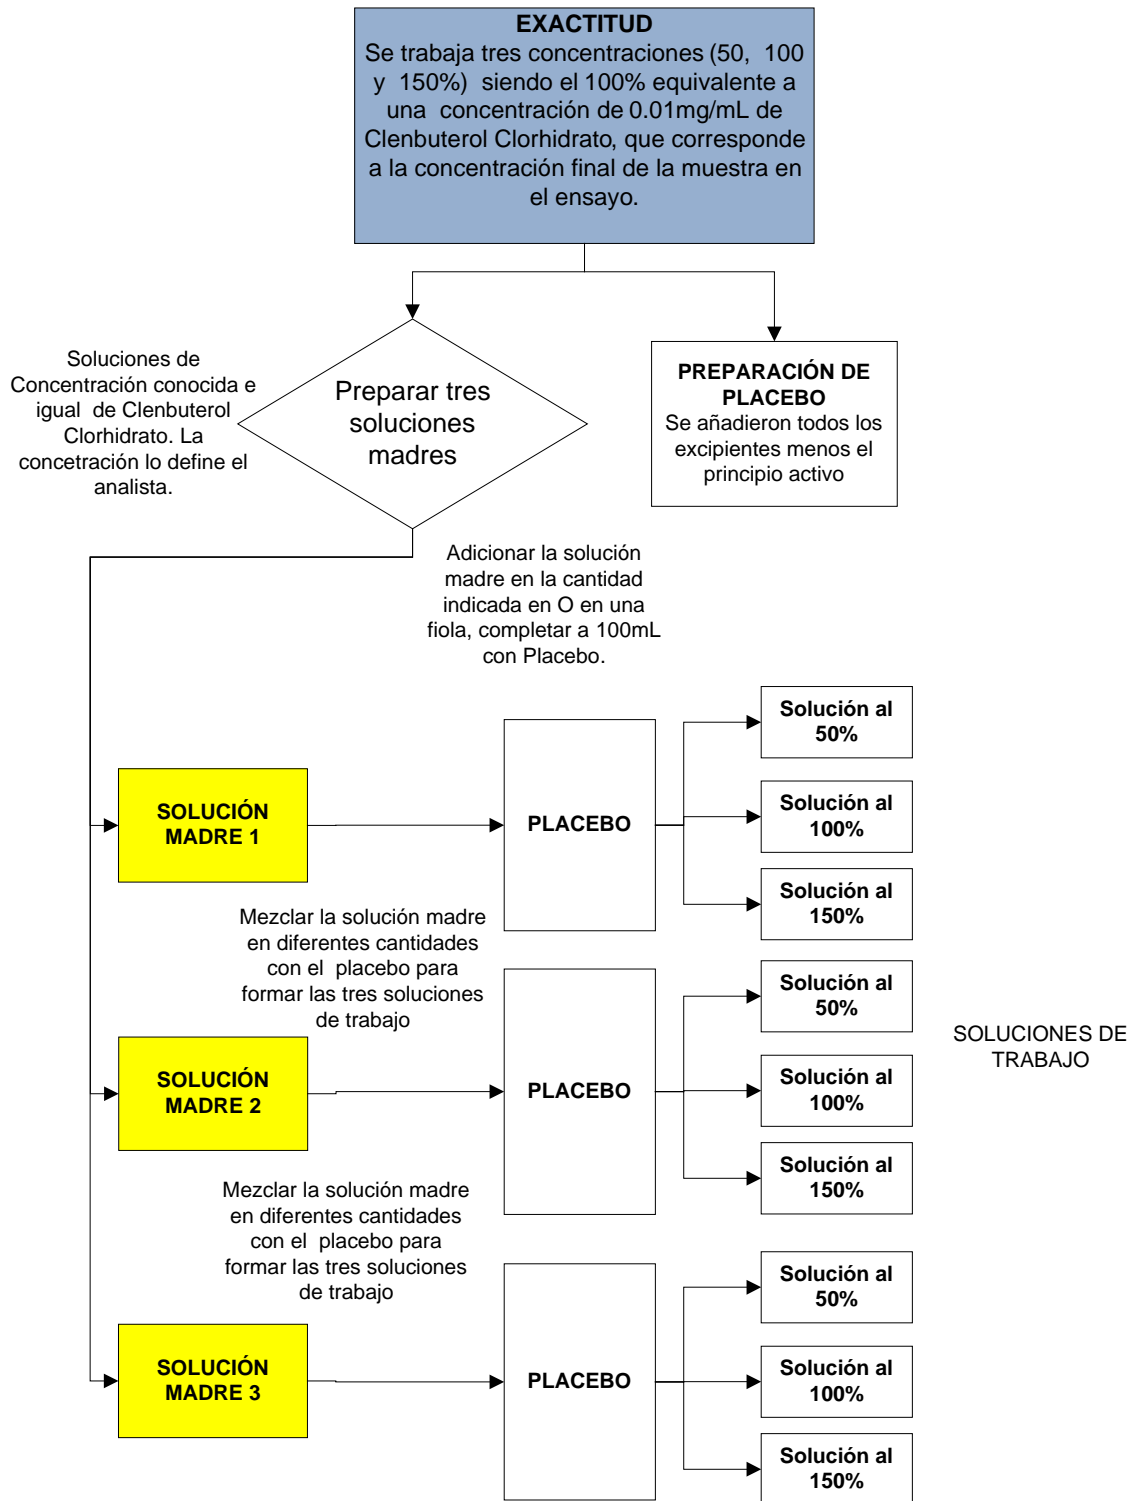 EXACTITUD
Se trabaja tres concentraciones (50, 100
y 150%) siendo el 100% equivalente a
una concentración de 0.01mg/mL de
Clenbuterol Clorhidrato, que corresponde
a la concentración final de la muestra en
el ensayo.
Soluciones de
Concentración conocida e
igual de Clenbuterol
Clorhidrato. La
concetración lo define el
analista.
Preparar tres
soluciones
madres
PREPARACIÓN DE
PLACEBO
Se añadieron todos los
excipientes menos el
principio activo
Adicionar la solución
madre en la cantidad
indicada en O en una
fiola, completar a 100mL
con Placebo.
SOLUCIÓN
MADRE 1
PLACEBO
Solución al
50%
Solución al
100%
Solución al
150%
Mezclar la solución madre
en diferentes cantidades
con el placebo para
formar las tres soluciones
de trabajo
SOLUCIÓN
MADRE 2
PLACEBO
Solución al
50%
Solución al
100%
Solución al
150%
SOLUCIONES DE
TRABAJO
Mezclar la solución madre
en diferentes cantidades
con el placebo para
formar las tres soluciones
de trabajo
SOLUCIÓN
MADRE 3
PLACEBO
Solución al
50%
Solución al
100%
Solución al
150%